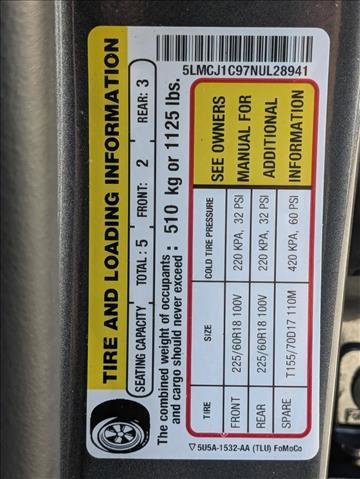 5LMCJ1C97NUL28941
TIRE AND LOADING INFORMATION
SEATING CAPACITY TOTAL : 5 FRONT: 2 REAR: 3
The combined weight of occupants
and cargo should never exceed : 510 kg or 1125 lbs.
TIRE SIZE COLD TIRE PRESSURE SEE OWNERS
FRONT 225/60R18 100V 220 KPA, 32 PSI MANUAL FOR
REAR 225/60R18 100V 220 KPA, 32 PSI ADDITIONAL
SPARE T155/70D17 110M 420 KPA, 60 PSI INFORMATION
▽ 5U5A-1532-AA (TLU) FoMoCo